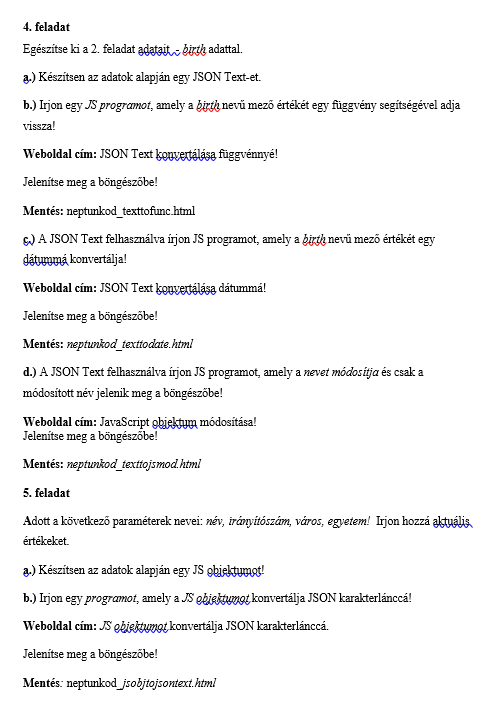 4. feladat
Egészítse ki a 2. feladat adatait - birth adattal.
a.) Készítsen az adatok alapján egy JSON Text-et.
b.) Irjon egy JS programot, amely a birth nevű mező értékét egy függvény segítségével adja
vissza!
Weboldal cím: JSON Text konvertálása függvénnyé!
Jelenítse meg a böngészőbe!
Mentés: neptunkod_texttofunc.html
c.) A JSON Text felhasználva írjon JS programot, amely a birth nevű mező értékét egy
dátummá konvertálja!
Weboldal cím: JSON Text konvertálása dátummá!
Jelenítse meg a böngészőbe!
Mentés: neptunkod_texttodate.html
d.) A JSON Text felhasználva írjon JS programot, amely a nevet módosítja és csak a
módosított név jelenik meg a böngészőbe!
Weboldal cím: JavaScript objektum módosítása!
Jelenítse meg a böngészőbe!
Mentés: neptunkod_texttojsmod.html
5. feladat
Adott a következő paraméterek nevei: név, irányítószám, város, egyetem! Irjon hozzá aktuális
értékeket.
a.) Készítsen az adatok alapján egy JS objektumot!
b.) Irjon egy programot, amely a JS objektumot konvertálja JSON karakterlánccá!
Weboldal cím: JS objektumot konvertálja JSON karakterlánccá.
Jelenítse meg a böngészőbe!
Mentés: neptunkod_jsobjtojsontext.html